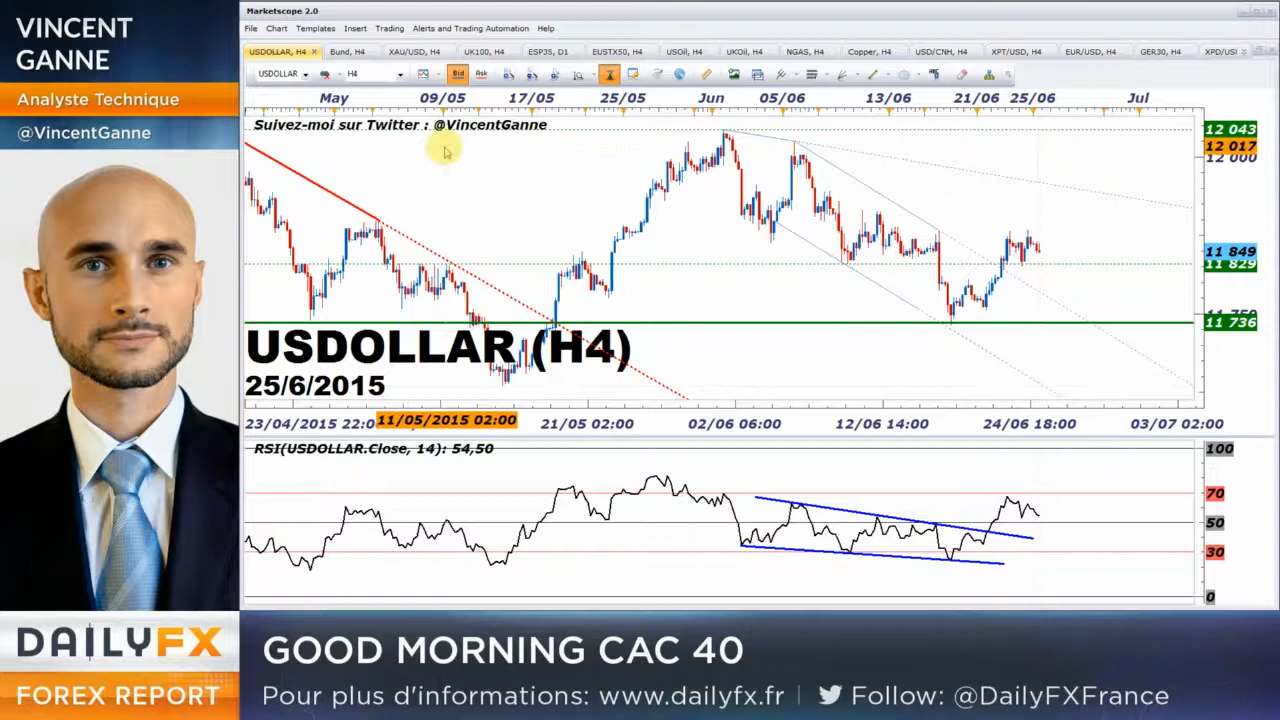 VINCENT
GANNE
Analyste Technique
@VincentGanne
Marketscope 2.0
File Chart Templates Insert Trading Alerts and Trading Automation Help
USDOLLAR, H4 Bund, H4 XAU/USD, H4 UK100, H4 ESP35, D1 EUSTX50, H4 USOil, H4 UKOil, H4 NGAS, H4 Copper, H4 USD/CNH, H4 XPT/USD, H4 EUR/USD, H4 GER30, H4 XPD/US
USDOLLAR H4 Bid Ask
May 09/05 17/05 25/05 Jun 05/06 13/06 21/06 25/06 Jul
Suivez-moi sur Twitter : @VincentGanne
12 043
12 017
12 000
11 849
11 829
11 736
USDOLLAR (H4)
25/6/2015
23/04/2015 22:0 11/05/2015 02:00 21/05 02:00 02/06 06:00 12/06 14:00 24/06 18:00 03/07 02:00
RSI(USDOLLAR.Close, 14): 54,50
100
70
50
30
0
DAILYFX
FOREX REPORT
GOOD MORNING CAC 40
Pour plus d'informations: www.dailyfx.fr | Follow: @DailyFXFrance